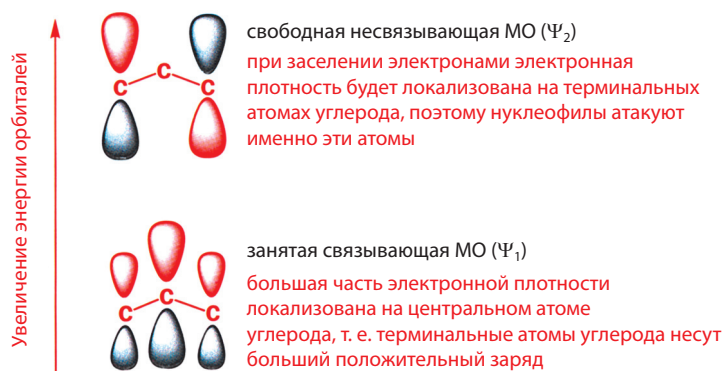 Увеличение энергии орбиталей
свободная несвязывающая МО (Ψ₂)
при заселении электронами электронная
плотность будет локализована на терминальных
атомах углерода, поэтому нуклеофилы атакуют
именно эти атомы
C
C
C
занятая связывающая МО (Ψ₁)
большая часть электронной плотности
локализована на центральном атоме
углерода, т. е. терминальные атомы углерода несут
больший положительный заряд
C
C
C